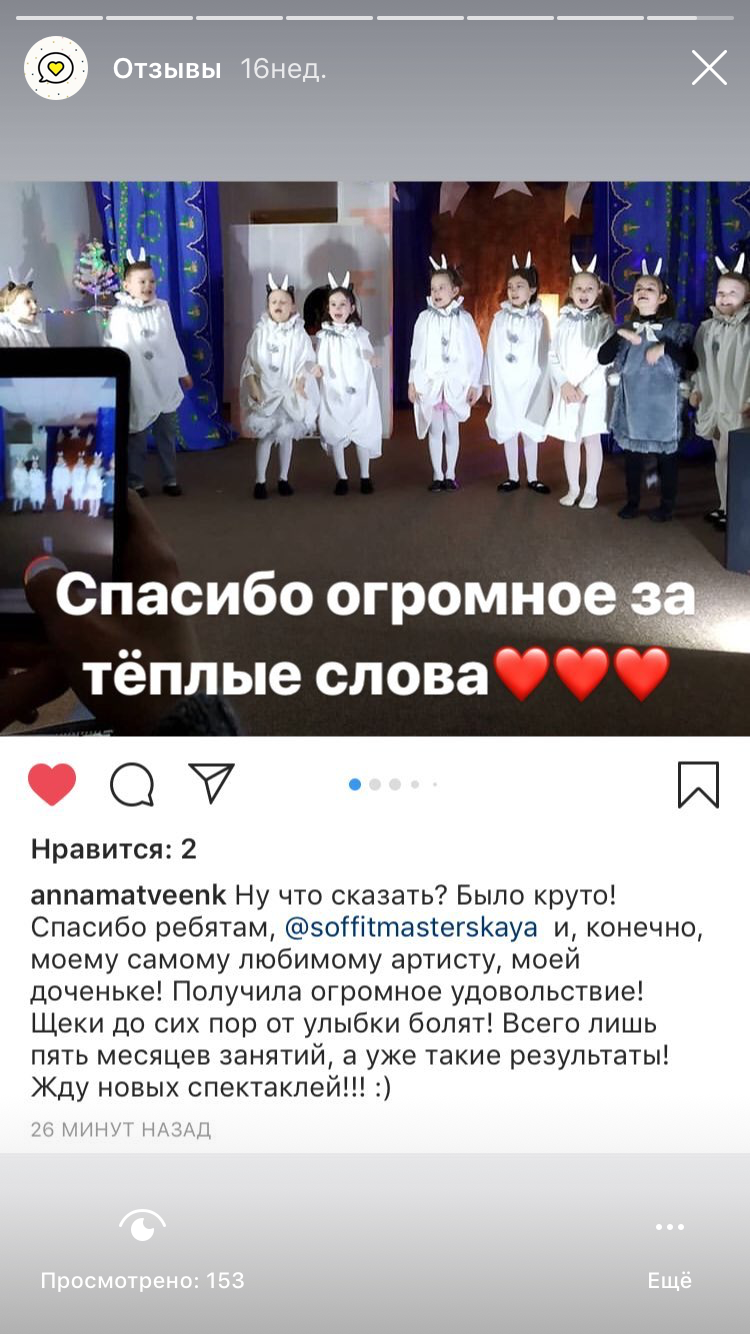 Отзывы 16нед.
Спасибо огромное за
тёплые слова❤️❤️❤️
Нравится: 2
annamatveenk Ну что сказать? Было круто!
Спасибо ребятам, @soffitmasterskaya и, конечно,
моему самому любимому артисту, моей
доченьке! Получила огромное удовольствие!
Щеки до сих пор от улыбки болят! Всего лишь
пять месяцев занятий, а уже такие результаты!
Жду новых спектаклей!!! :)
26 МИНУТ НАЗАД
Просмотрено: 153 Ещё